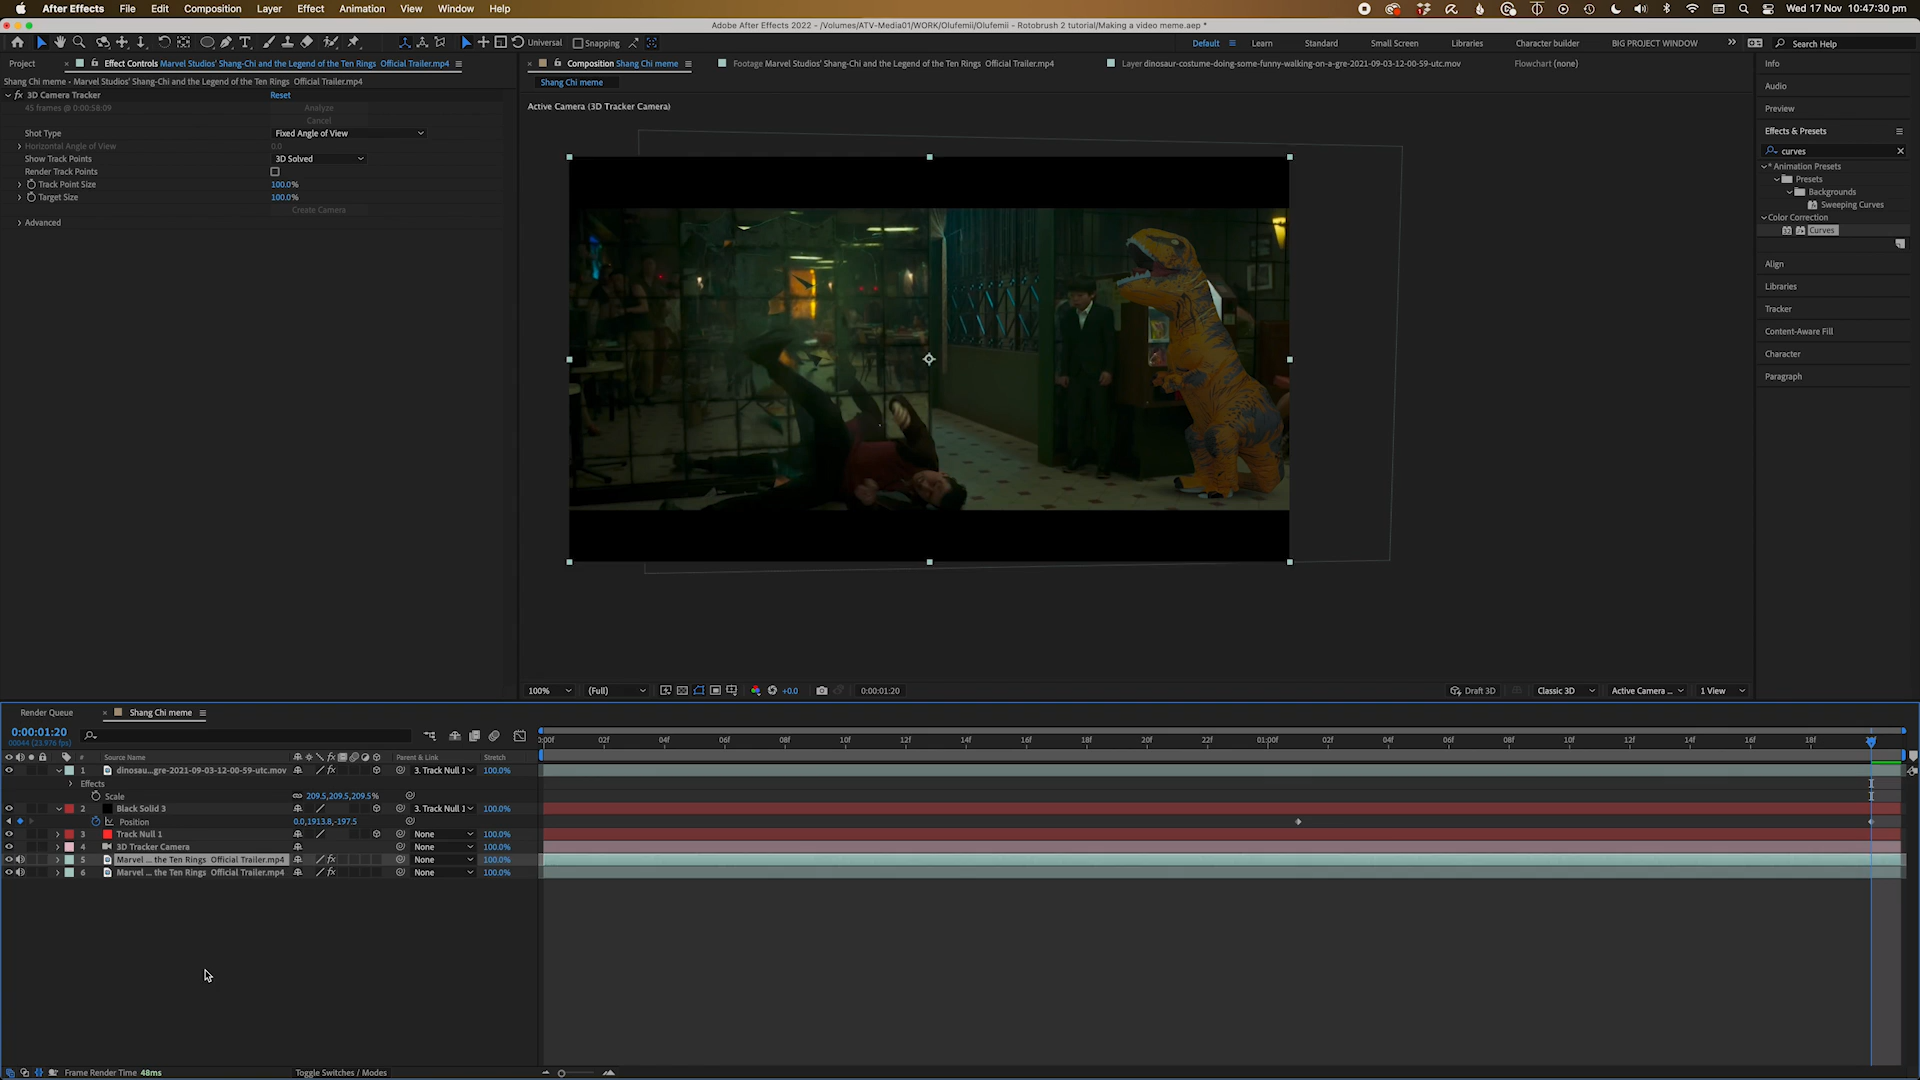 After Effects File Edit Composition Layer Effect Animation View Window Help Wed 17 Nov 10:47:30 pm
Adobe After Effects 2022 - /Volumes/ATV-Media01/WORK/Olufemii/Olufemii - Rotobrush 2 tutorial/Making a video meme.aep *
Universal Snapping Default Learn Standard Small Screen Libraries Character builder BIG PROJECT WINDOW Search Help
Project Effect Controls Marvel Studios' Shang-Chi and the Legend of the Ten Rings Official Trailer.mp4
Composition Shang Chi meme Footage Marvel Studios' Shang-Chi and the Legend of the Ten Rings Official Trailer.mp4 Layer dinosaur-costume-doing-some-funny-walking-on-a-gre-2021-09-03-12-00-59-utc.mov Flowchart (none)
Shang Chi meme - Marvel Studios' Shang-Chi and the Legend of the Ten Rings Official Trailer.mp4
Shang Chi meme
Active Camera (3D Tracker Camera)
fx 3D Camera Tracker Reset
45 frames @ 0:00:58:09 Analyze
Cancel
Shot Type Fixed Angle of View
Horizontal Angle of View 0.0
Show Track Points 3D Solved
Render Track Points
Track Point Size 100.0%
Target Size 100.0%
Create Camera
Advanced
Info
Audio
Preview
Effects & Presets
curves
* Animation Presets
Presets
Backgrounds
Sweeping Curves
Color Correction
Curves
Align
Libraries
Tracker
Content-Aware Fill
Character
Paragraph
100% (Full) +0.0 0:00:01:20 Draft 3D Classic 3D Active Camera ... 1 View
Render Queue Shang Chi meme
0:00:01:20
00044 (23.976 fps)
:00f 02f 04f 06f 08f 10f 12f 14f 16f 18f 20f 22f 01:00f 02f 04f 06f 08f 10f 12f 14f 16f 18f
# Source Name Parent & Link Stretch
1 dinosau...gre-2021-09-03-12-00-59-utc.mov 3. Track Null 1 100.0%
Effects
Scale 209.5,209.5,209.5%
2 Black Solid 3 3. Track Null 1 100.0%
Position 0.0,1913.8,-197.5
3 Track Null 1 None 100.0%
4 3D Tracker Camera None 100.0%
5 Marvel ... the Ten Rings Official Trailer.mp4 None 100.0%
6 Marvel ... the Ten Rings Official Trailer.mp4 None 100.0%
Frame Render Time 48ms Toggle Switches / Modes